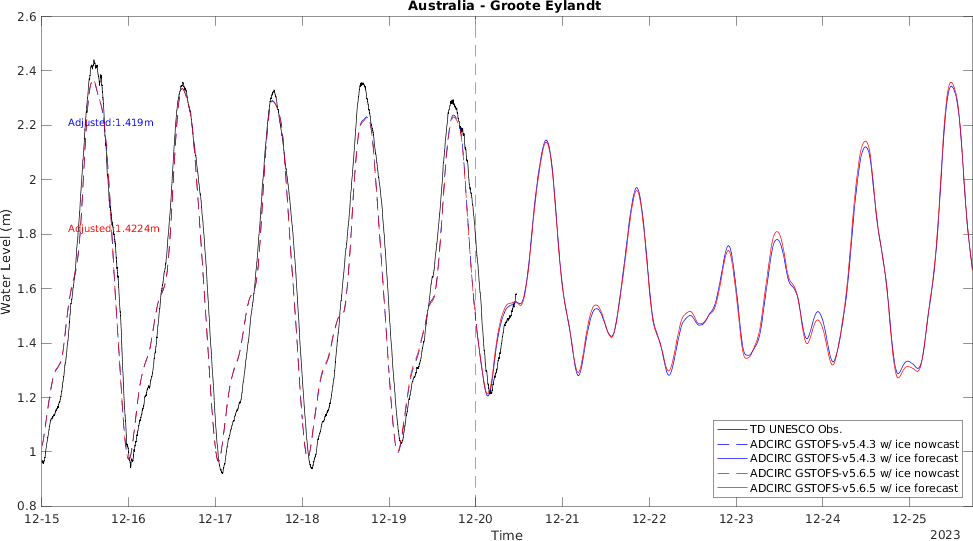 Australia - Groote Eylandt
2.6
2.4
2.2
2
1.8
1.6
1.4
1.2
1
0.8
Water Level (m)
Adjusted:1.419m
Adjusted:1.4224m
TD UNESCO Obs.
ADCIRC GSTOFS-v5.4.3 w/ ice nowcast
ADCIRC GSTOFS-v5.4.3 w/ ice forecast
ADCIRC GSTOFS-v5.6.5 w/ ice nowcast
ADCIRC GSTOFS-v5.6.5 w/ ice forecast
12-15 12-16 12-17 12-18 12-19 12-20 12-21 12-22 12-23 12-24 12-25
Time
2023